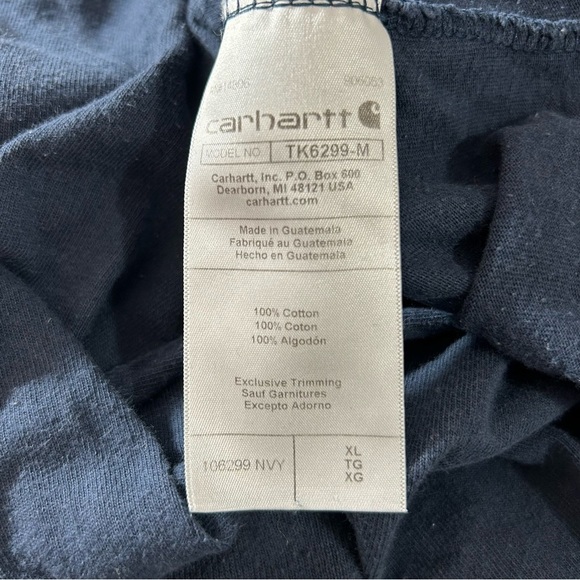 906083
carhartt
MODEL NO. TK6299-M
Carhartt, Inc. P.O. Box 600
Dearborn, MI 48121 USA
carhartt.com
Made in Guatemala
Fabriqué au Guatemala
Hecho en Guatemala
100% Cotton
100% Coton
100% Algodón
Exclusive Trimming
Sauf Garnitures
Excepto Adorno
106299 NVY
XL
TG
XG